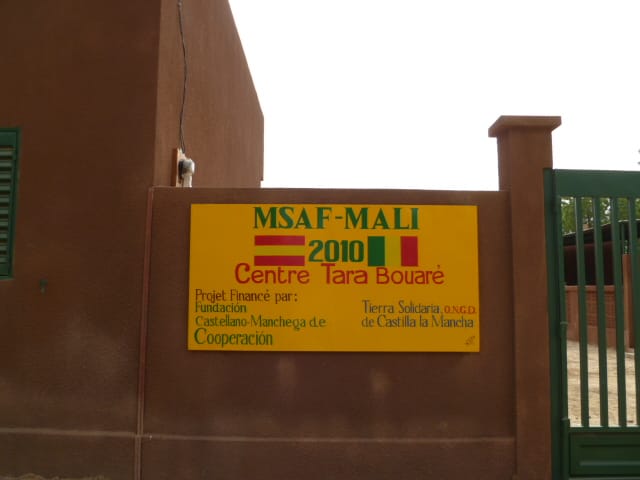 MSAF-MALI
2010
Centre Tara Bouaré
Projet Financé par:
Fundación
Castellano-Manchega d.e
Cooperación
Tierra Solidaria. O.N.G.D.
de Castilla la Mancha